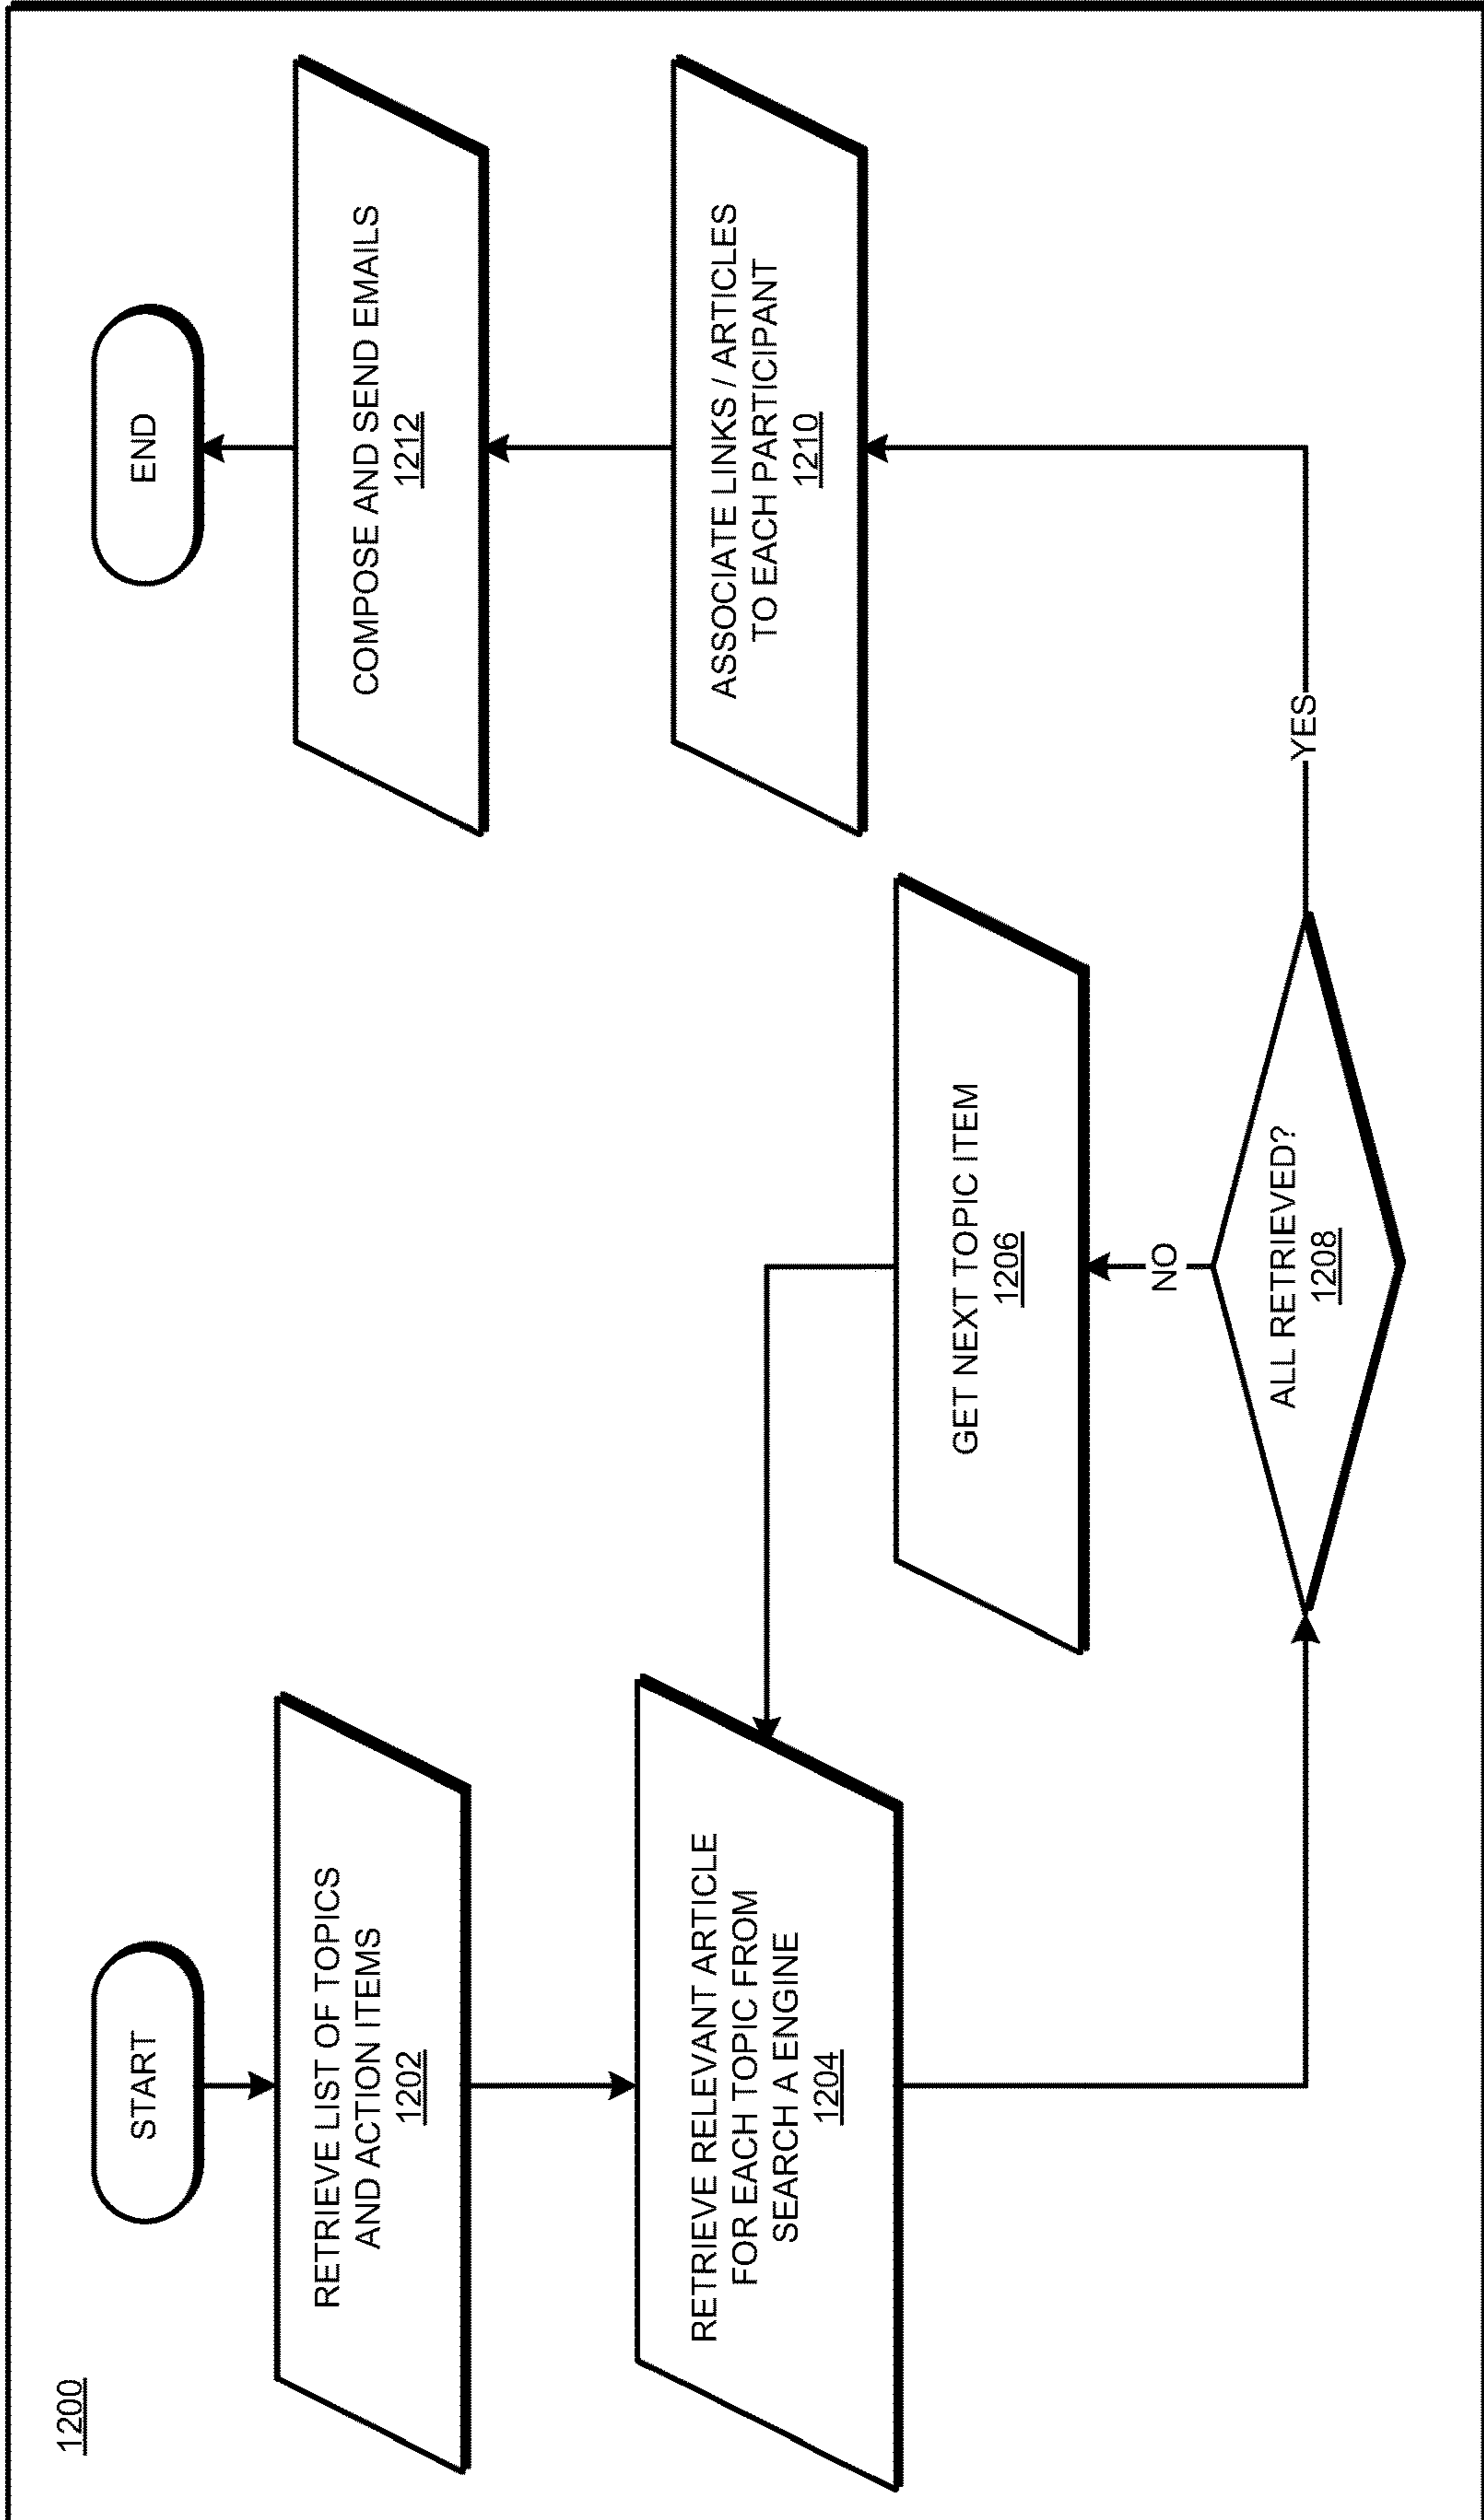 1200
START
RETRIEVE LIST OF TOPICS
AND ACTION ITEMS
1202
RETRIEVE RELEVANT ARTICLE
FOR EACH TOPIC FROM
SEARCH A ENGINE
1204
GET NEXT TOPIC ITEM
1206
NO
ALL RETRIEVED?
1208
YES
END
COMPOSE AND SEND EMAILS
1212
ASSOCIATE LINKS / ARTICLES
TO EACH PARTICIPANT
1210